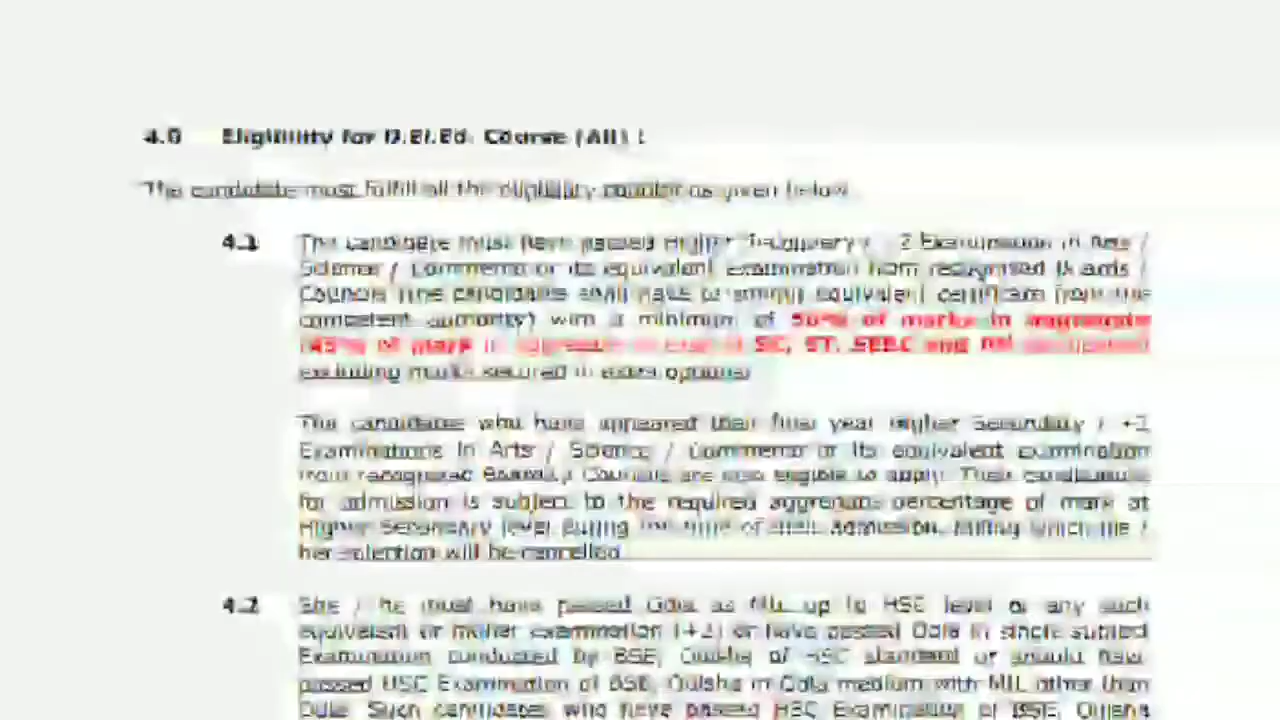 4.0 Eligibility for D.El.Ed. Course (All) :
The candidate must fulfill all the eligibility as given below.
4.1 The candidate must have passed Higher Secondary / +2 Examination in Arts /
Science / Commerce or its equivalent Examination from recognised Boards /
Councils (the candidates shall have to submit equivalent certificate from the
competent authority) with a minimum of 50% of marks in aggregate
(45% of mark in aggregate in case of SC, ST, SEBC and
excluding marks secured in extra optional
The candidates who have appeared their final year Higher Secondary / +2
Examinations in Arts / Science / Commerce or its equivalent examination
from recognized Boards / Councils are also eligible to apply. Their
for admission is subject to the required aggregate percentage of mark at
Higher Secondary level during the time of their Admission, failing which his /
her selection will be cancelled.
4.2 She / he must have passed Odia as MIL up to HSC level or any such
equivalent or higher examination (+2) or have passed Odia in single subject
Examination conducted by BSE, Odisha of HSC standard or should have
passed HSC Examination of BSE, Odisha in Odia medium with MIL other than
Odia. Such candidates who have passed HSC Examination of BSE, Odisha